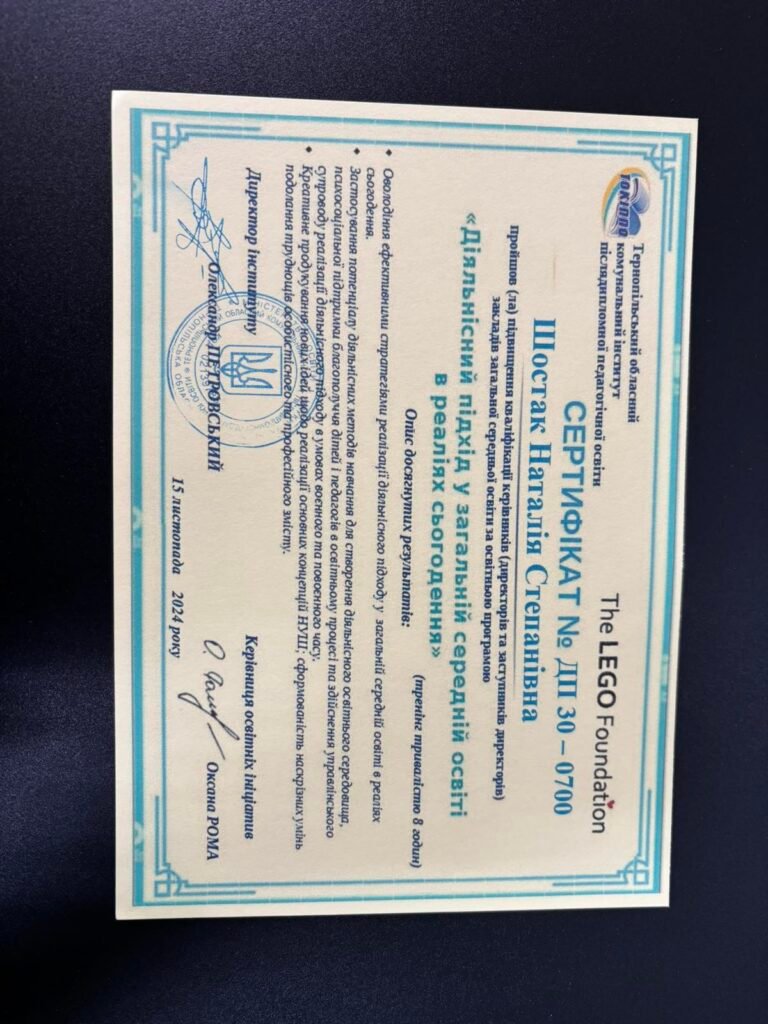 ТОКІППО
Тернопільський обласний
комунальний інститут
післядипломної педагогічної освіти
The LEGO Foundation
СЕРТИФІКАТ № ДП 30 – 0700
Шостак Наталія Степанівна
пройшов (ла) підвищення кваліфікації керівників (директорів та заступників директорів)
закладів загальної середньої освіти за освітньою програмою
«Діяльнісний підхід у загальній середній освіті
в реаліях сьогодення»
(тренінг тривалістю 8 годин)
Опис досягнутих результатів:
• Оволодіння ефективними стратегіями реалізації діяльнісного підходу у загальній середній освіті в реаліях
сьогодення.
• Застосування потенціалу діяльнісних методів навчання для створення діяльнісного освітнього середовища,
психосоціальної підтримки благополуччя дітей і педагогів в освітньому процесі та здійснення управлінського
супроводу реалізації діяльнісного підходу в умовах воєнного та повоєнного часу.
• Креативне продукування нових ідей щодо реалізації основних концепцій НУШ; сформованість наскрізних умінь
подолання труднощів особистісного та професійного змісту.
Директор інституту
Олександр ПЕТРОВСЬКИЙ
Керівниця освітніх ініціатив
Оксана РОМА
15 листопада 2024 року